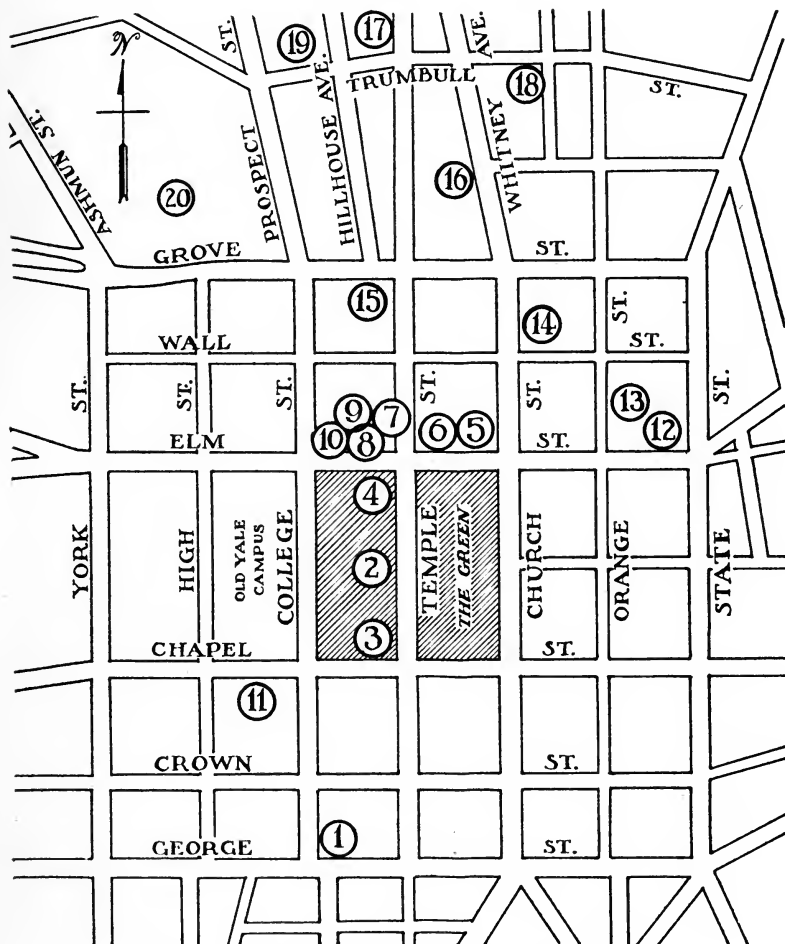 N
ST.
19
17
AVE.
AVE.
TRUMBULL
18
ST.
ASHMUN ST.
20
PROSPECT
HILLHOUSE
16
WHITNEY
GROVE
ST.
15
14
ST.
WALL
ST.
ST.
ST.
ST.
ST.
ST.
ST.
9
7
13
10
8
6
5
12
ELM
ST.
4
YORK
HIGH
OLD YALE
CAMPUS
COLLEGE
2
TEMPLE
THE GREEN
CHURCH
ORANGE
STATE
3
CHAPEL
ST.
11
CROWN
ST.
1
GEORGE
ST.